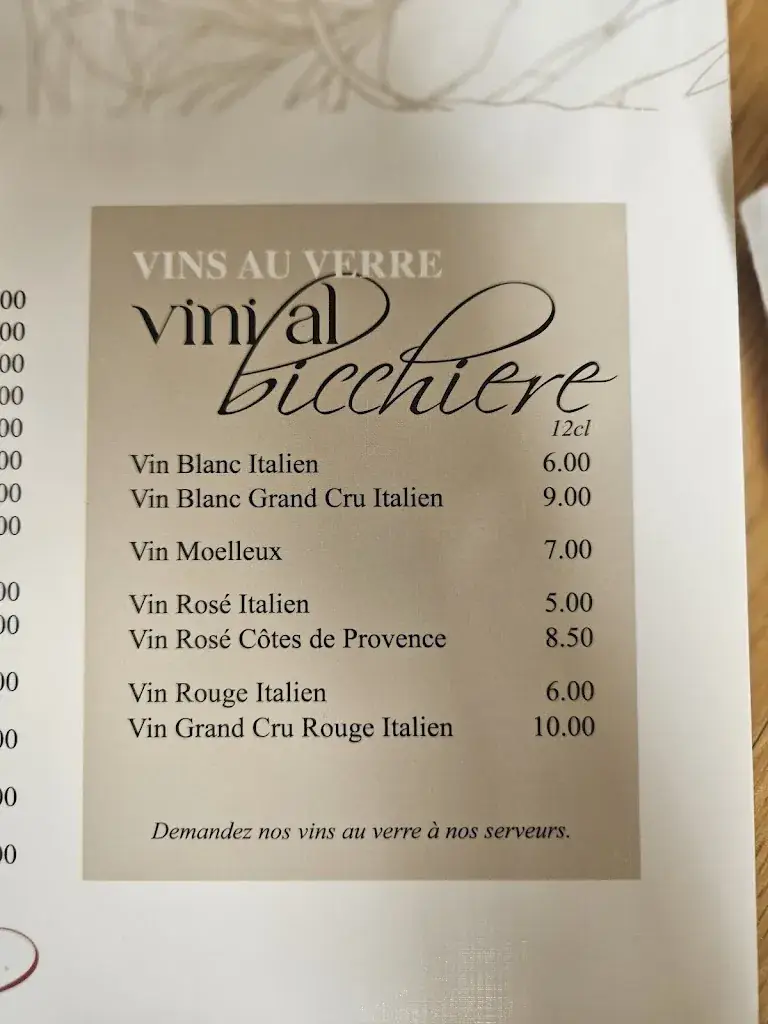 VINS AU VERRE
vini al
bicchiere
12cl
Vin Blanc Italien 6.00
Vin Blanc Grand Cru Italien 9.00
Vin Moelleux 7.00
Vin Rosé Italien 5.00
Vin Rosé Côtes de Provence 8.50
Vin Rouge Italien 6.00
Vin Grand Cru Rouge Italien 10.00
Demandez nos vins au verre à nos serveurs.